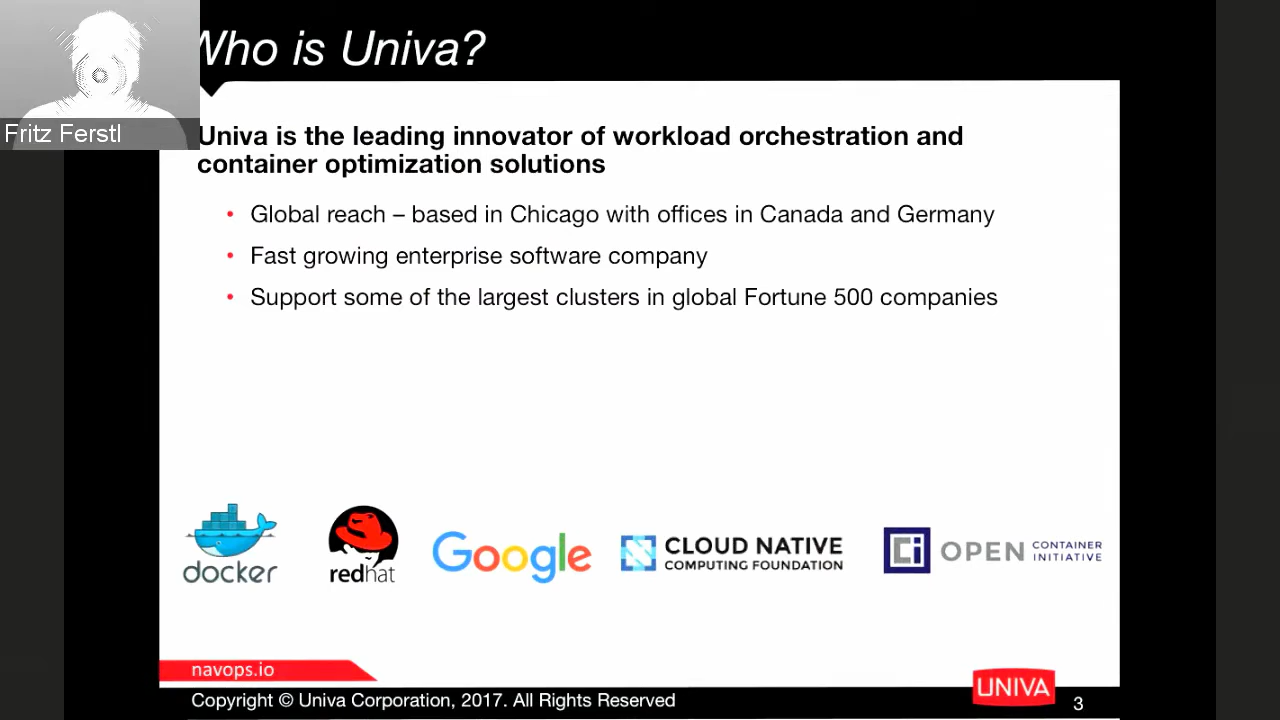 Who is Univa?
Fritz Ferstl
Univa is the leading innovator of workload orchestration and
container optimization solutions
• Global reach – based in Chicago with offices in Canada and Germany
• Fast growing enterprise software company
• Support some of the largest clusters in global Fortune 500 companies
docker
redhat
Google
CLOUD NATIVE
COMPUTING FOUNDATION
Ci OPEN CONTAINER
INITIATIVE
navops.io
Copyright © Univa Corporation, 2017. All Rights Reserved
UNIVA
3